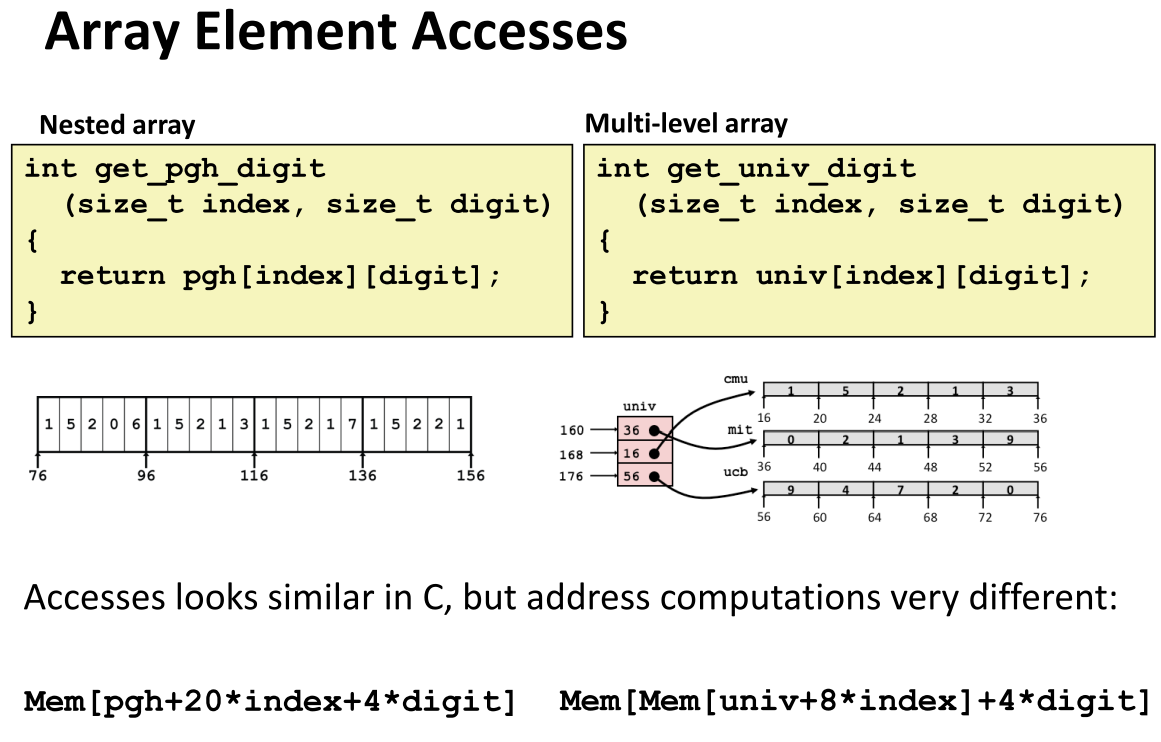 Array Element Accesses
Nested array
int get_pgh_digit
(size_t index, size_t digit)
{
return pgh[index][digit];
}
Multi-level array
int get_univ_digit
(size_t index, size_t digit)
{
return univ[index][digit];
}
1 5 2 0 6 1 5 2 1 3 1 5 2 1 7 1 5 2 2 1
76 96 116 136 156
univ
160 36
168 16
176 56
cmu
1 5 2 1 3
16 20 24 28 32 36
mit
0 2 1 3 9
36 40 44 48 52 56
ucb
9 4 7 2 0
56 60 64 68 72 76
Accesses looks similar in C, but address computations very different:
Mem[pgh+20*index+4*digit]
Mem[Mem[univ+8*index]+4*digit]